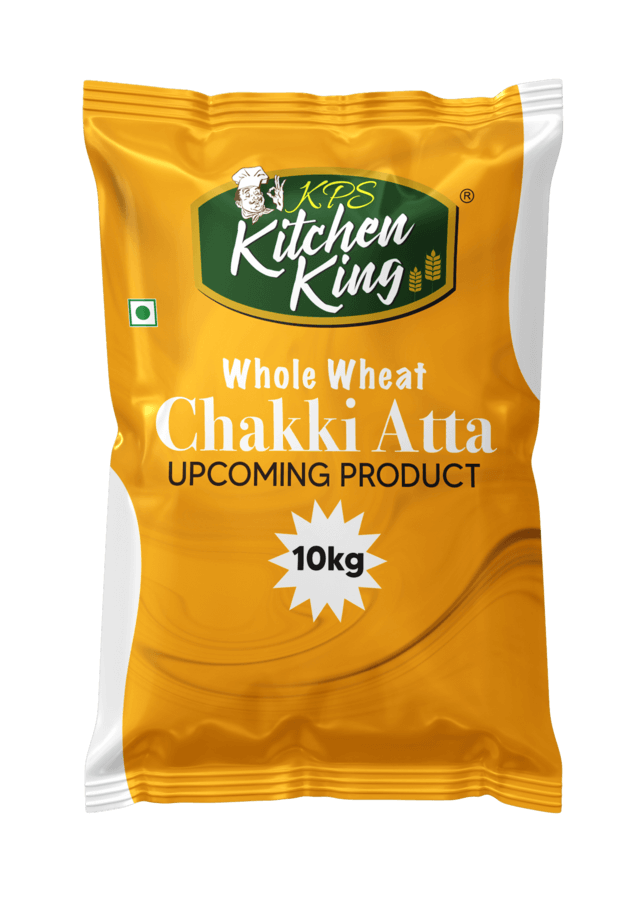 KPS
Kitchen
King
®
Whole Wheat
Chakki Atta
UPCOMING PRODUCT
10kg